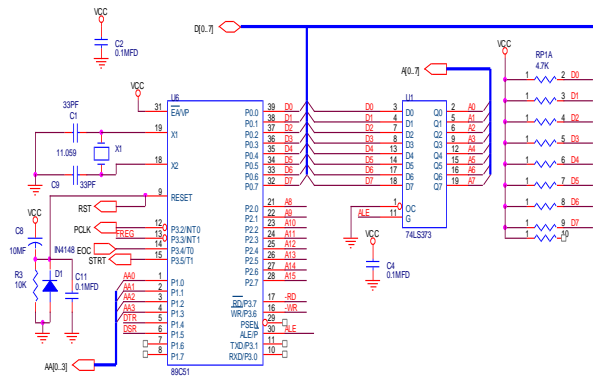 VCC
C2
0.1MFD
D[0..7]
VCC
U6
31 EA/VP
33PF
C1
19 X1
X1
11.059
18 X2
C9 33PF
9 RESET
RST
VCC
PCLK 12 P3.2/INT0
FREG 13 P3.3/INT1
EOC 14 P3.4/T0
STRT 15 P3.5/T1
C8
10MF
IN4148
D1
R3
10K
C11
0.1MFD
AA0 1 P1.0
AA1 2 P1.1
AA2 3 P1.2
AA3 4 P1.3
DTR 5 P1.4
DSR 6 P1.5
7 P1.6
8 P1.7
AA[0..3]
89C51
P0.0 39 D0
P0.1 38 D1
P0.2 37 D2
P0.3 36 D3
P0.4 35 D4
P0.5 34 D5
P0.6 33 D6
P0.7 32 D7
P2.0 21 A8
P2.1 22 A9
P2.2 23 A10
P2.3 24 A11
P2.4 25 A12
P2.5 26 A13
P2.6 27 A14
P2.7 28 A15
RD/P3.7 17 -RD
WR/P3.6 16 -WR
PSEN 29
ALE/P 30 ALE
TXD/P3.1 11
RXD/P3.0 10
A[0..7]
U1
D0 3 D0 Q0 2 A0
D1 4 D1 Q1 5 A1
D2 7 D2 Q2 6 A2
D3 8 D3 Q3 9 A3
D4 13 D4 Q4 12 A4
D5 14 D5 Q5 15 A5
D6 17 D6 Q6 16 A6
D7 18 D7 Q7 19 A7
1 OC
ALE 11 G
74LS373
VCC
C4
0.1MFD
VCC
RP1A
4.7K
1 2 D0
1 3 D1
1 4 D2
1 5 D3
1 6 D4
1 7 D5
1 8 D6
1 9 D7
1 10